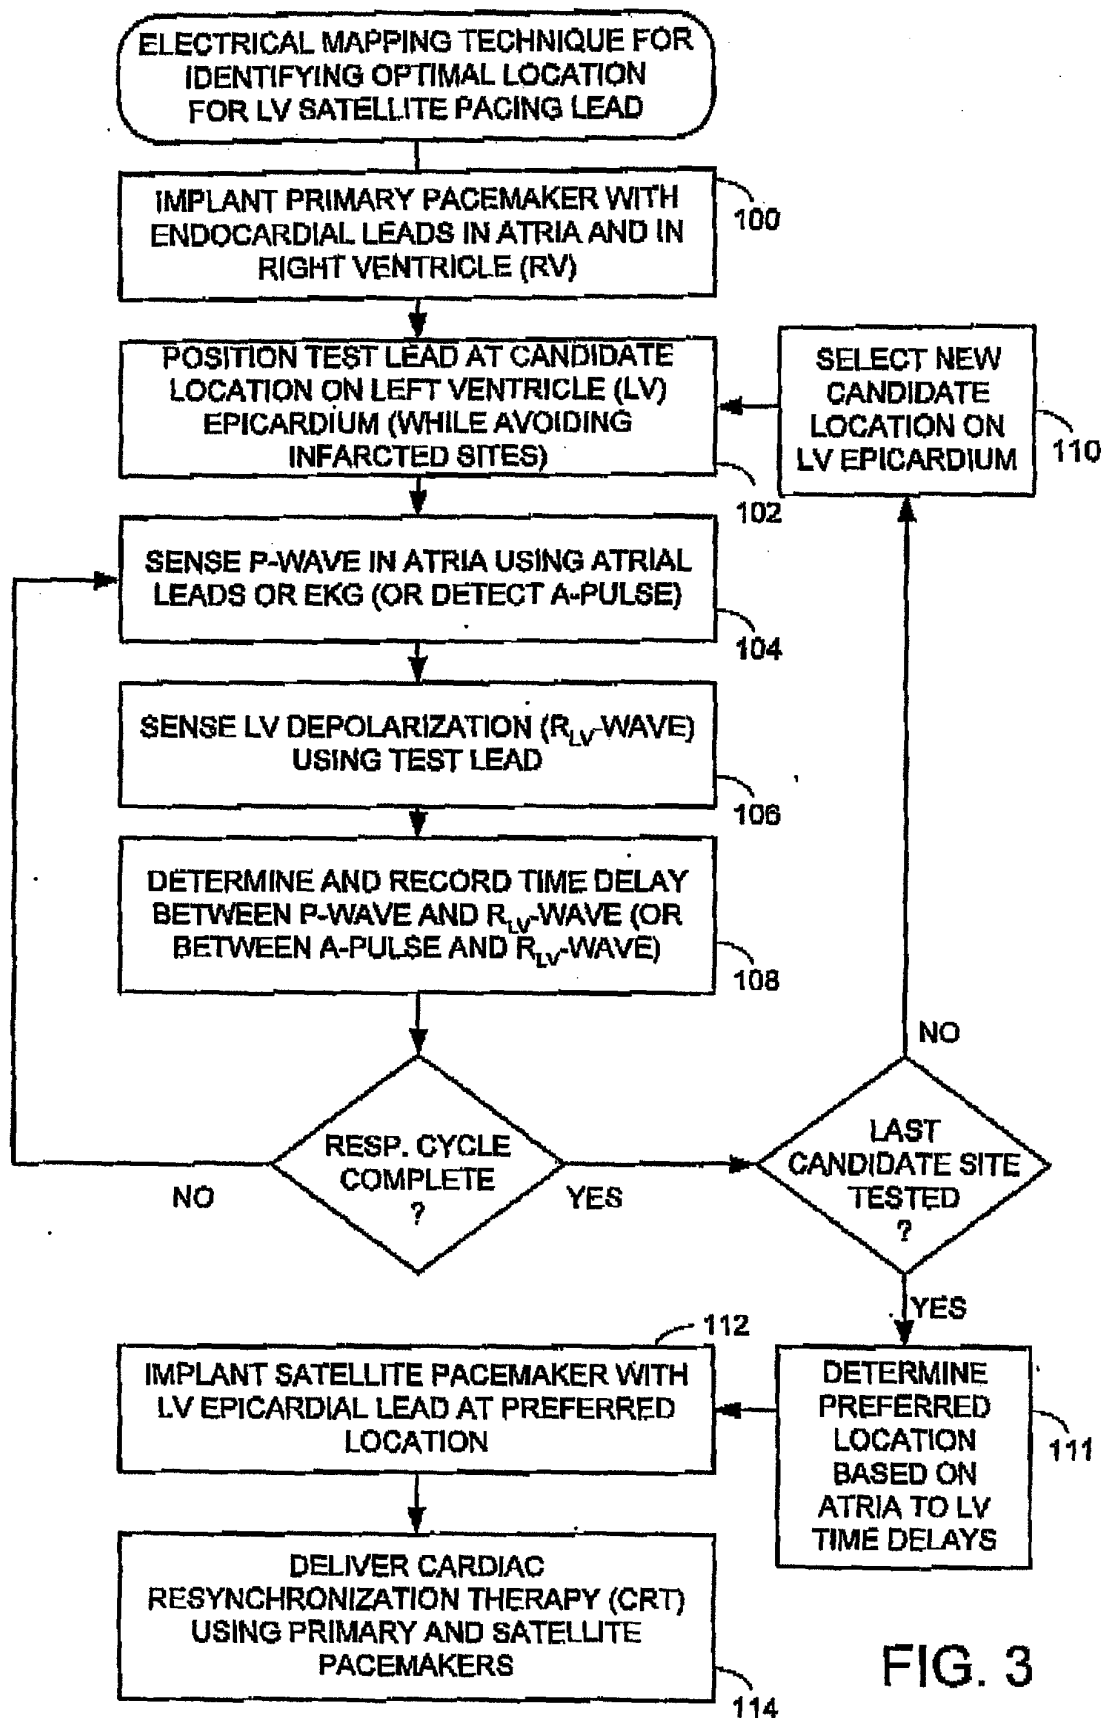 ELECTRICAL MAPPING TECHNIQUE FOR
IDENTIFYING OPTIMAL LOCATION
FOR LV SATELLITE PACING LEAD
IMPLANT PRIMARY PACEMAKER WITH
ENDOCARDIAL LEADS IN ATRIA AND IN
RIGHT VENTRICLE (RV)
100
POSITION TEST LEAD AT CANDIDATE
LOCATION ON LEFT VENTRICLE (LV)
EPICARDIUM (WHILE AVOIDING
INFARCTED SITES)
102
SELECT NEW
CANDIDATE
LOCATION ON
LV EPICARDIUM
110
SENSE P-WAVE IN ATRIA USING ATRIAL
LEADS OR EKG (OR DETECT A-PULSE)
104
SENSE LV DEPOLARIZATION (RLV-WAVE)
USING TEST LEAD
106
DETERMINE AND RECORD TIME DELAY
BETWEEN P-WAVE AND RLV-WAVE (OR
BETWEEN A-PULSE AND RLV-WAVE)
108
RESP. CYCLE
COMPLETE
?
NO
YES
LAST
CANDIDATE SITE
TESTED
?
NO
YES
DETERMINE
PREFERRED
LOCATION
BASED ON
ATRIA TO LV
TIME DELAYS
111
112
IMPLANT SATELLITE PACEMAKER WITH
LV EPICARDIAL LEAD AT PREFERRED
LOCATION
DELIVER CARDIAC
RESYNCHRONIZATION THERAPY (CRT)
USING PRIMARY AND SATELLITE
PACEMAKERS
114
FIG. 3